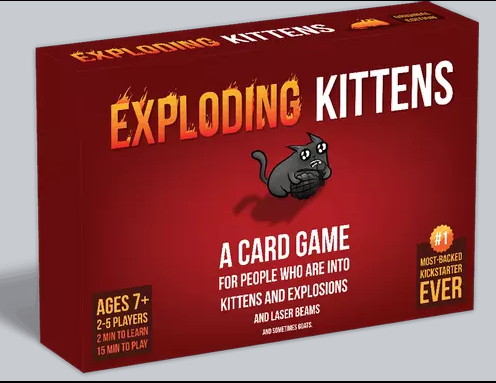 EXPLODING KITTENS
ORIGINAL
EDITION
EXPLODING KITTENS
A CARD GAME
FOR PEOPLE WHO ARE INTO
KITTENS AND EXPLOSIONS
AND LASER BEAMS
AND SOMETIMES GOATS.
AGES 7+
2-5 PLAYERS
2 MIN TO LEARN
15 MIN TO PLAY
#1
MOST-BACKED
KICKSTARTER
EVER